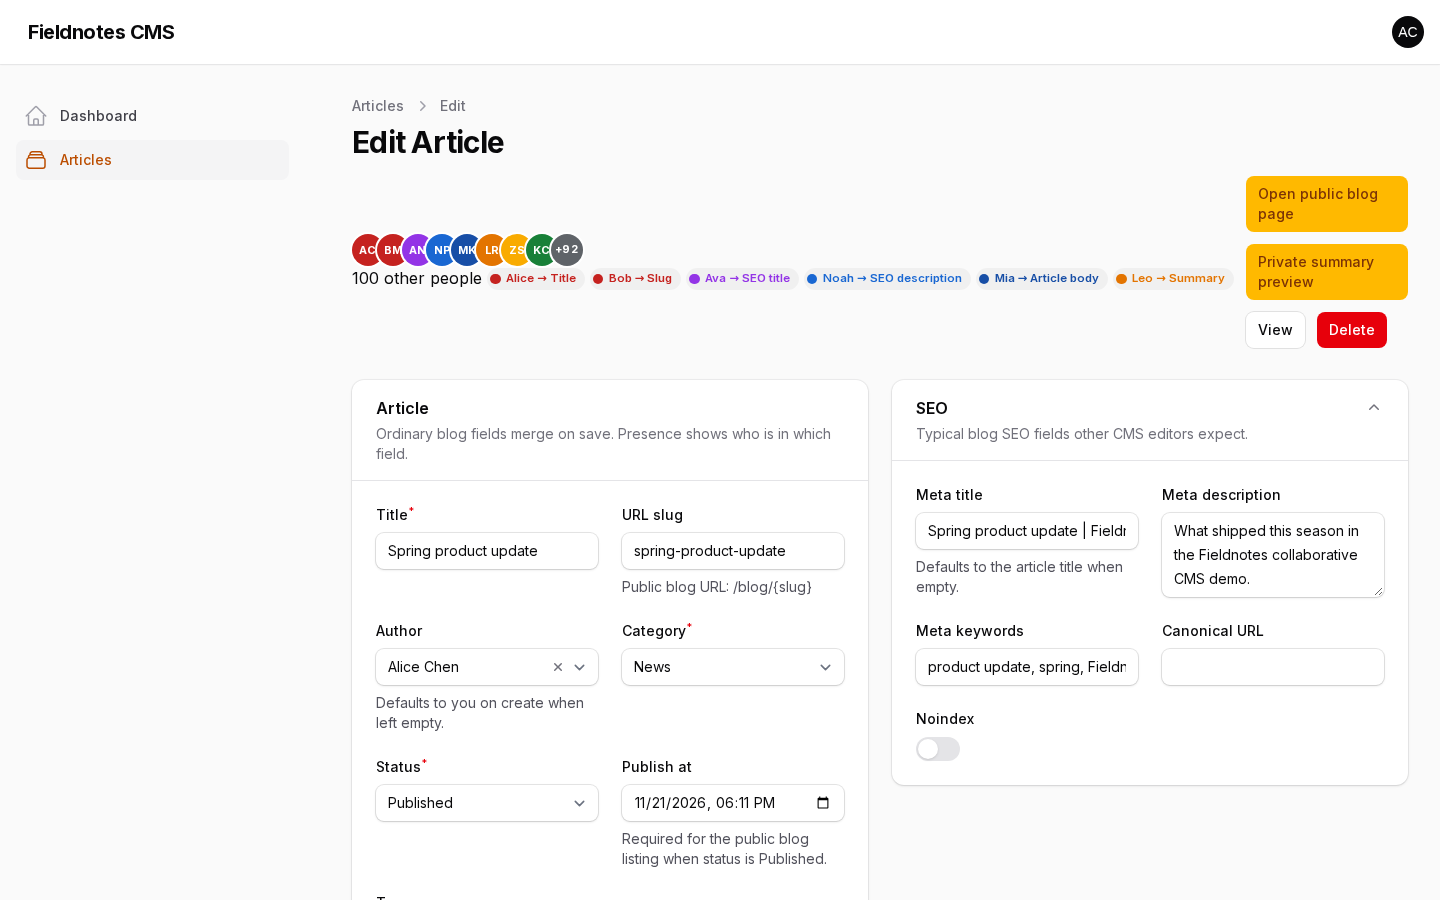 Fieldnotes CMS
AC
Dashboard
Articles
Articles
Edit
Edit Article
Open public blog
page
AC BM AN NP MK LR ZS KC +92
Private summary
preview
100 other people Alice → Title Bob → Slug Ava → SEO title Noah → SEO description Mia → Article body Leo → Summary
View
Delete
Article
Ordinary blog fields merge on save. Presence shows who is in which
field.
Title*
URL slug
Spring product update
spring-product-update
Public blog URL: /blog/{slug}
Author
Category*
Alice Chen
News
Defaults to you on create when
left empty.
Status*
Publish at
Published
11/21/2026, 06:11 PM
Required for the public blog
listing when status is Published.
SEO
Typical blog SEO fields other CMS editors expect.
Meta title
Meta description
Spring product update | Fieldr
What shipped this season in
the Fieldnotes collaborative
CMS demo.
Defaults to the article title when
empty.
Meta keywords
Canonical URL
product update, spring, Fieldn
Noindex